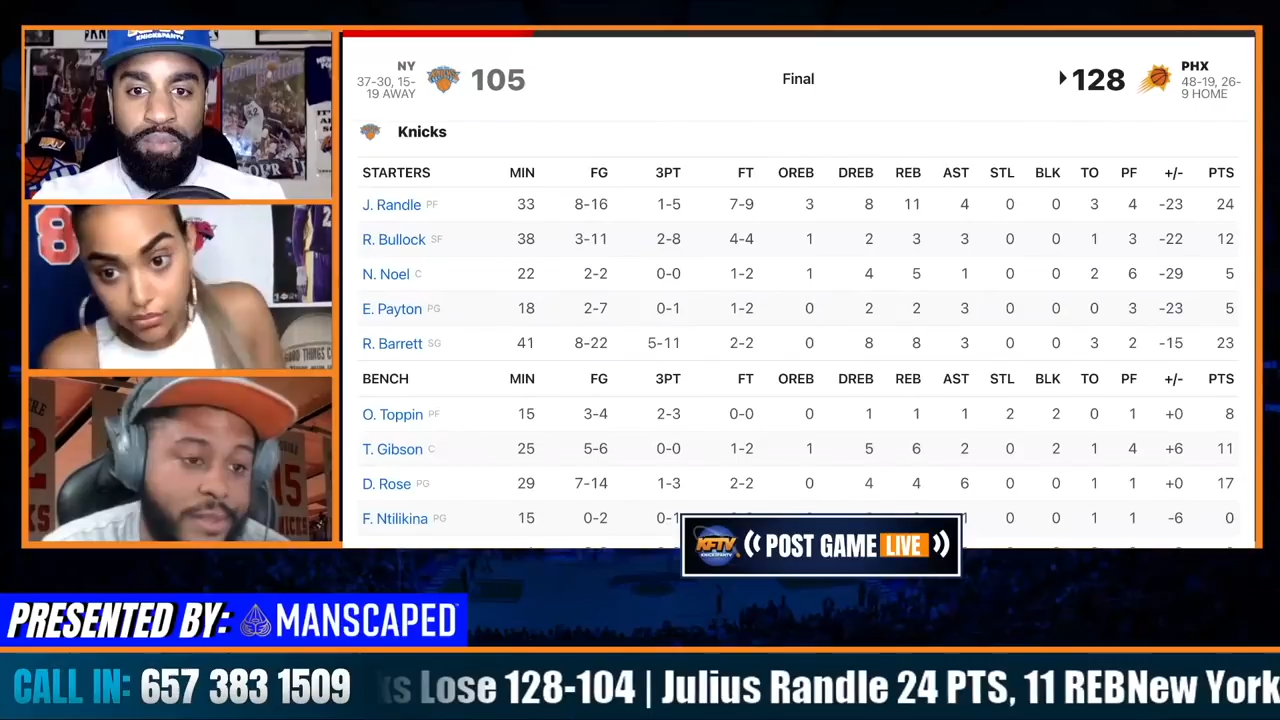 NY
37-30, 15-
19 AWAY
105
Final
128
PHX
48-19, 26-
9 HOME
Knicks
STARTERS MIN FG 3PT FT OREB DREB REB AST STL BLK TO PF +/- PTS
J. Randle PF 33 8-16 1-5 7-9 3 8 11 4 0 0 3 4 -23 24
R. Bullock SF 38 3-11 2-8 4-4 1 2 3 3 0 0 1 3 -22 12
N. Noel C 22 2-2 0-0 1-2 1 4 5 1 0 0 2 6 -29 5
E. Payton PG 18 2-7 0-1 1-2 0 2 2 3 0 0 0 3 -23 5
R. Barrett SG 41 8-22 5-11 2-2 0 8 8 3 0 0 3 2 -15 23
BENCH MIN FG 3PT FT OREB DREB REB AST STL BLK TO PF +/- PTS
O. Toppin PF 15 3-4 2-3 0-0 0 1 1 1 2 2 0 1 +0 8
T. Gibson C 25 5-6 0-0 1-2 1 5 6 2 0 2 1 4 +6 11
D. Rose PG 29 7-14 1-3 2-2 0 4 4 6 0 0 1 1 +0 17
F. Ntilikina PG 15 0-2 0-1 1 0 0 1 1 -6 0
8
15
KFTV
POST GAME LIVE
PRESENTED BY: MANSCAPED
CALL IN: 657 383 1509
ks Lose 128-104 | Julius Randle 24 PTS, 11 REBNew York